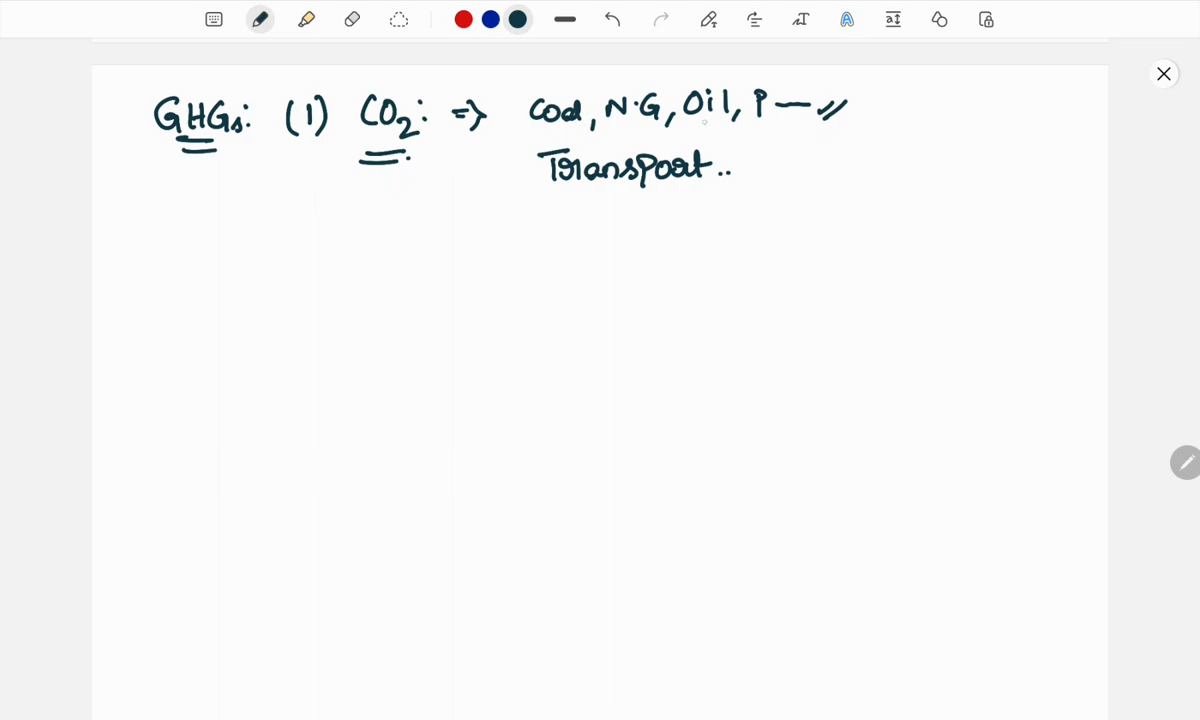 GHGs: (1) CO₂: => Coal, N.G, Oil, P—
Transport..